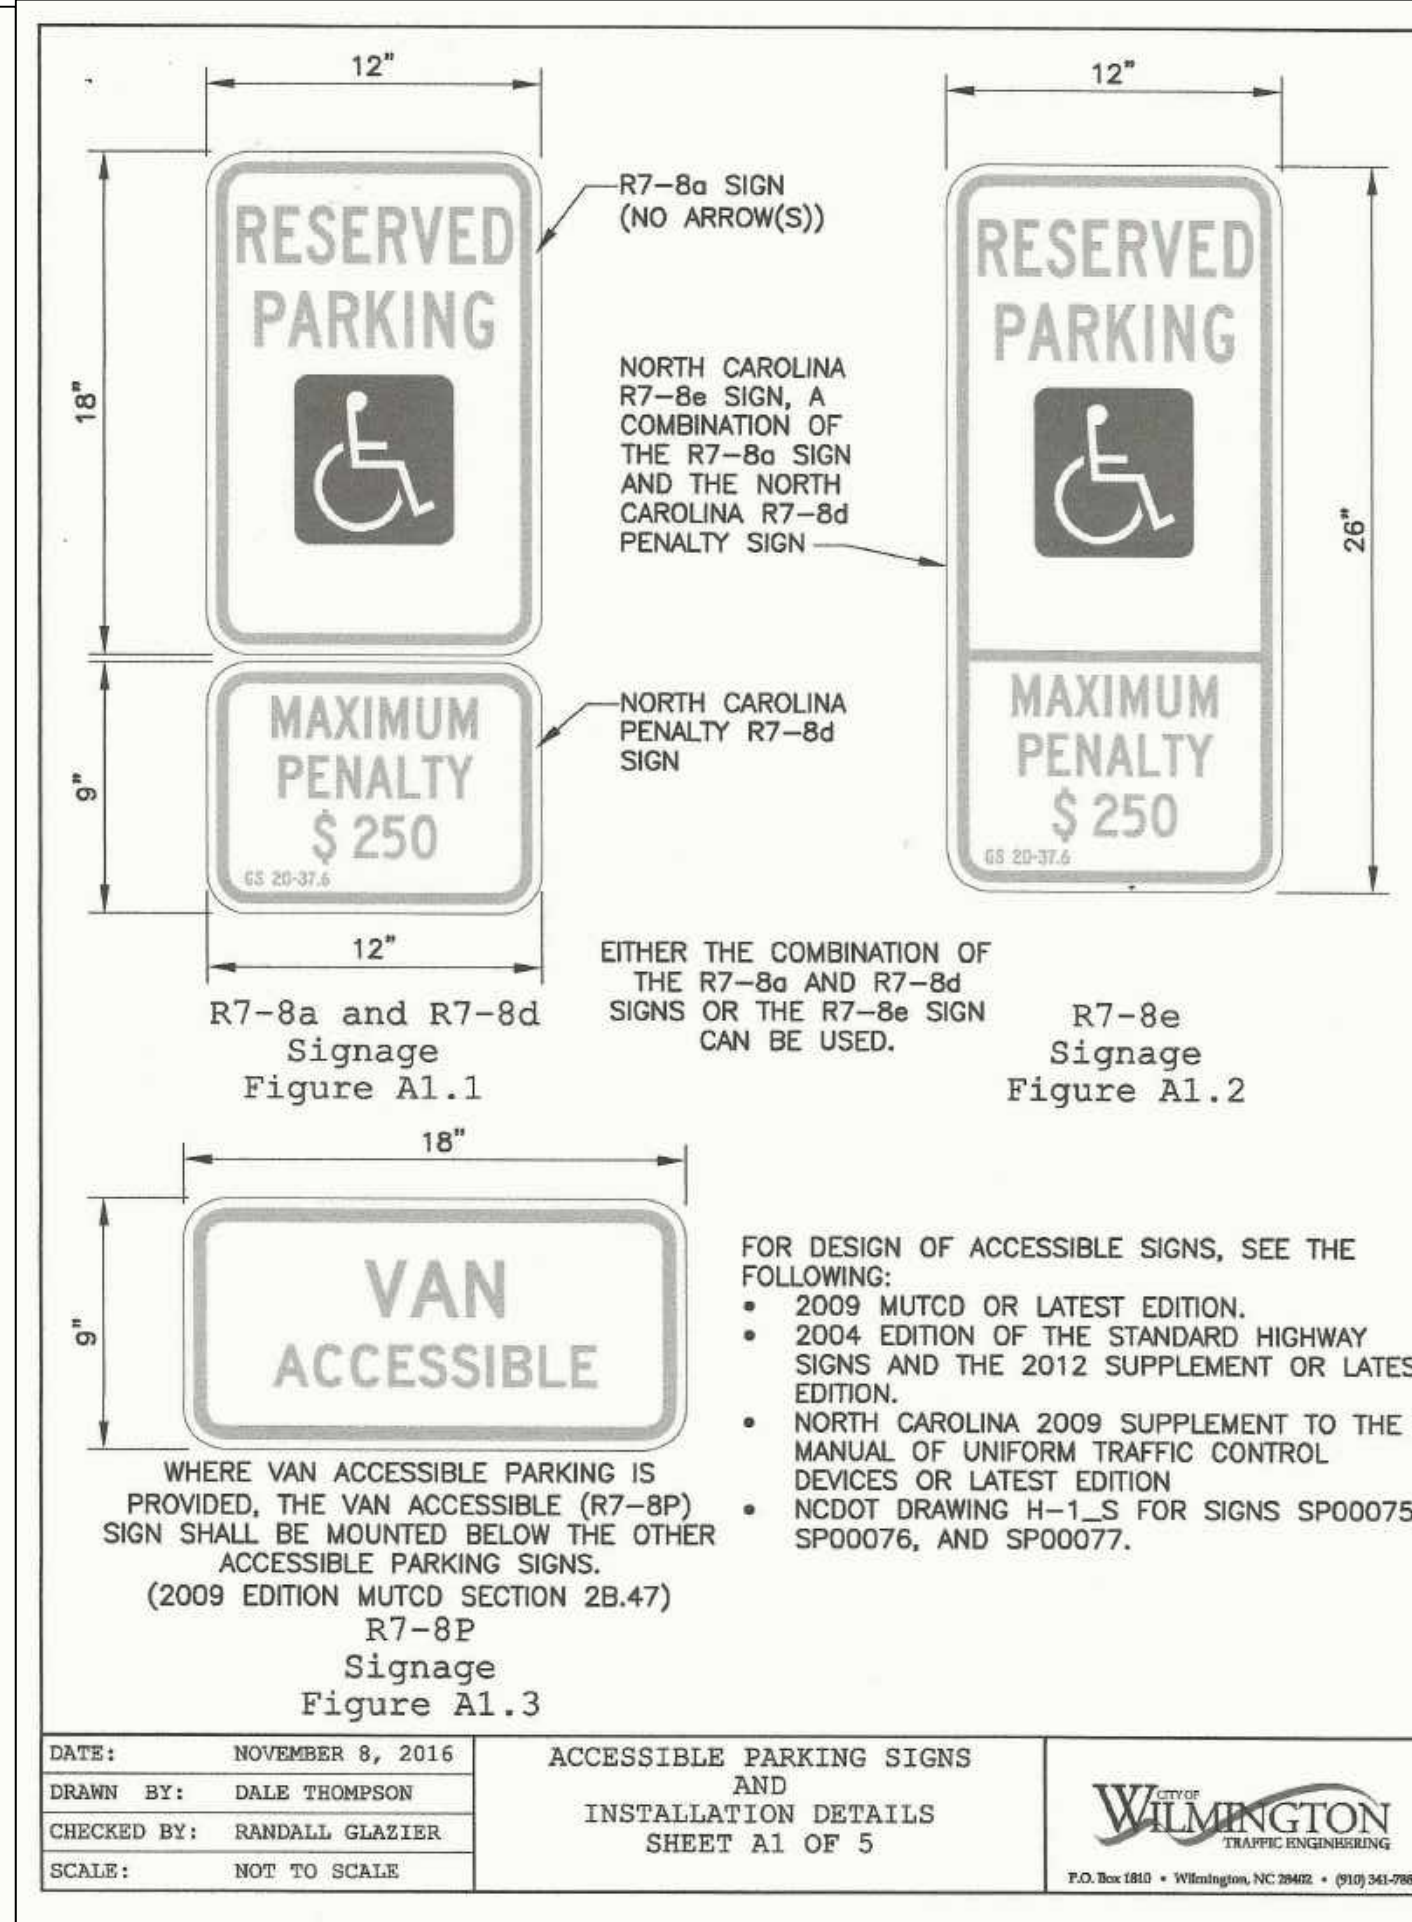 12"
RESERVED
PARKING
18"
R7-8a SIGN
(NO ARROW(S))
MAXIMUM
PENALTY
$ 250
GS 20-37.6
9"
NORTH CAROLINA
PENALTY R7-8d
SIGN
12"
R7-8a and R7-8d
Signage
Figure A1.1
NORTH CAROLINA
R7-8e SIGN, A
COMBINATION OF
THE R7-8a SIGN
AND THE NORTH
CAROLINA R7-8d
PENALTY SIGN
12"
RESERVED
PARKING
26"
MAXIMUM
PENALTY
$ 250
GS 20-37.6
EITHER THE COMBINATION OF
THE R7-8a AND R7-8d
SIGNS OR THE R7-8e SIGN
CAN BE USED.
R7-8e
Signage
Figure A1.2
18"
9"
VAN
ACCESSIBLE
WHERE VAN ACCESSIBLE PARKING IS
PROVIDED, THE VAN ACCESSIBLE (R7-8P)
SIGN SHALL BE MOUNTED BELOW THE OTHER
ACCESSIBLE PARKING SIGNS.
(2009 EDITION MUTCD SECTION 2B.47)
R7-8P
Signage
Figure A1.3
FOR DESIGN OF ACCESSIBLE SIGNS, SEE THE
FOLLOWING:
• 2009 MUTCD OR LATEST EDITION.
• 2004 EDITION OF THE STANDARD HIGHWAY
SIGNS AND THE 2012 SUPPLEMENT OR LATES
EDITION.
• NORTH CAROLINA 2009 SUPPLEMENT TO THE
MANUAL OF UNIFORM TRAFFIC CONTROL
DEVICES OR LATEST EDITION
• NCDOT DRAWING H-1_S FOR SIGNS SP00075
SP00076, AND SP00077.
DATE: NOVEMBER 8, 2016
DRAWN BY: DALE THOMPSON
CHECKED BY: RANDALL GLAZIER
SCALE: NOT TO SCALE
ACCESSIBLE PARKING SIGNS
AND
INSTALLATION DETAILS
SHEET A1 OF 5
CITY OF
WILMINGTON
TRAFFIC ENGINEERING
P.O. Box 1810 • Wilmington, NC 28402 • (910) 341-788